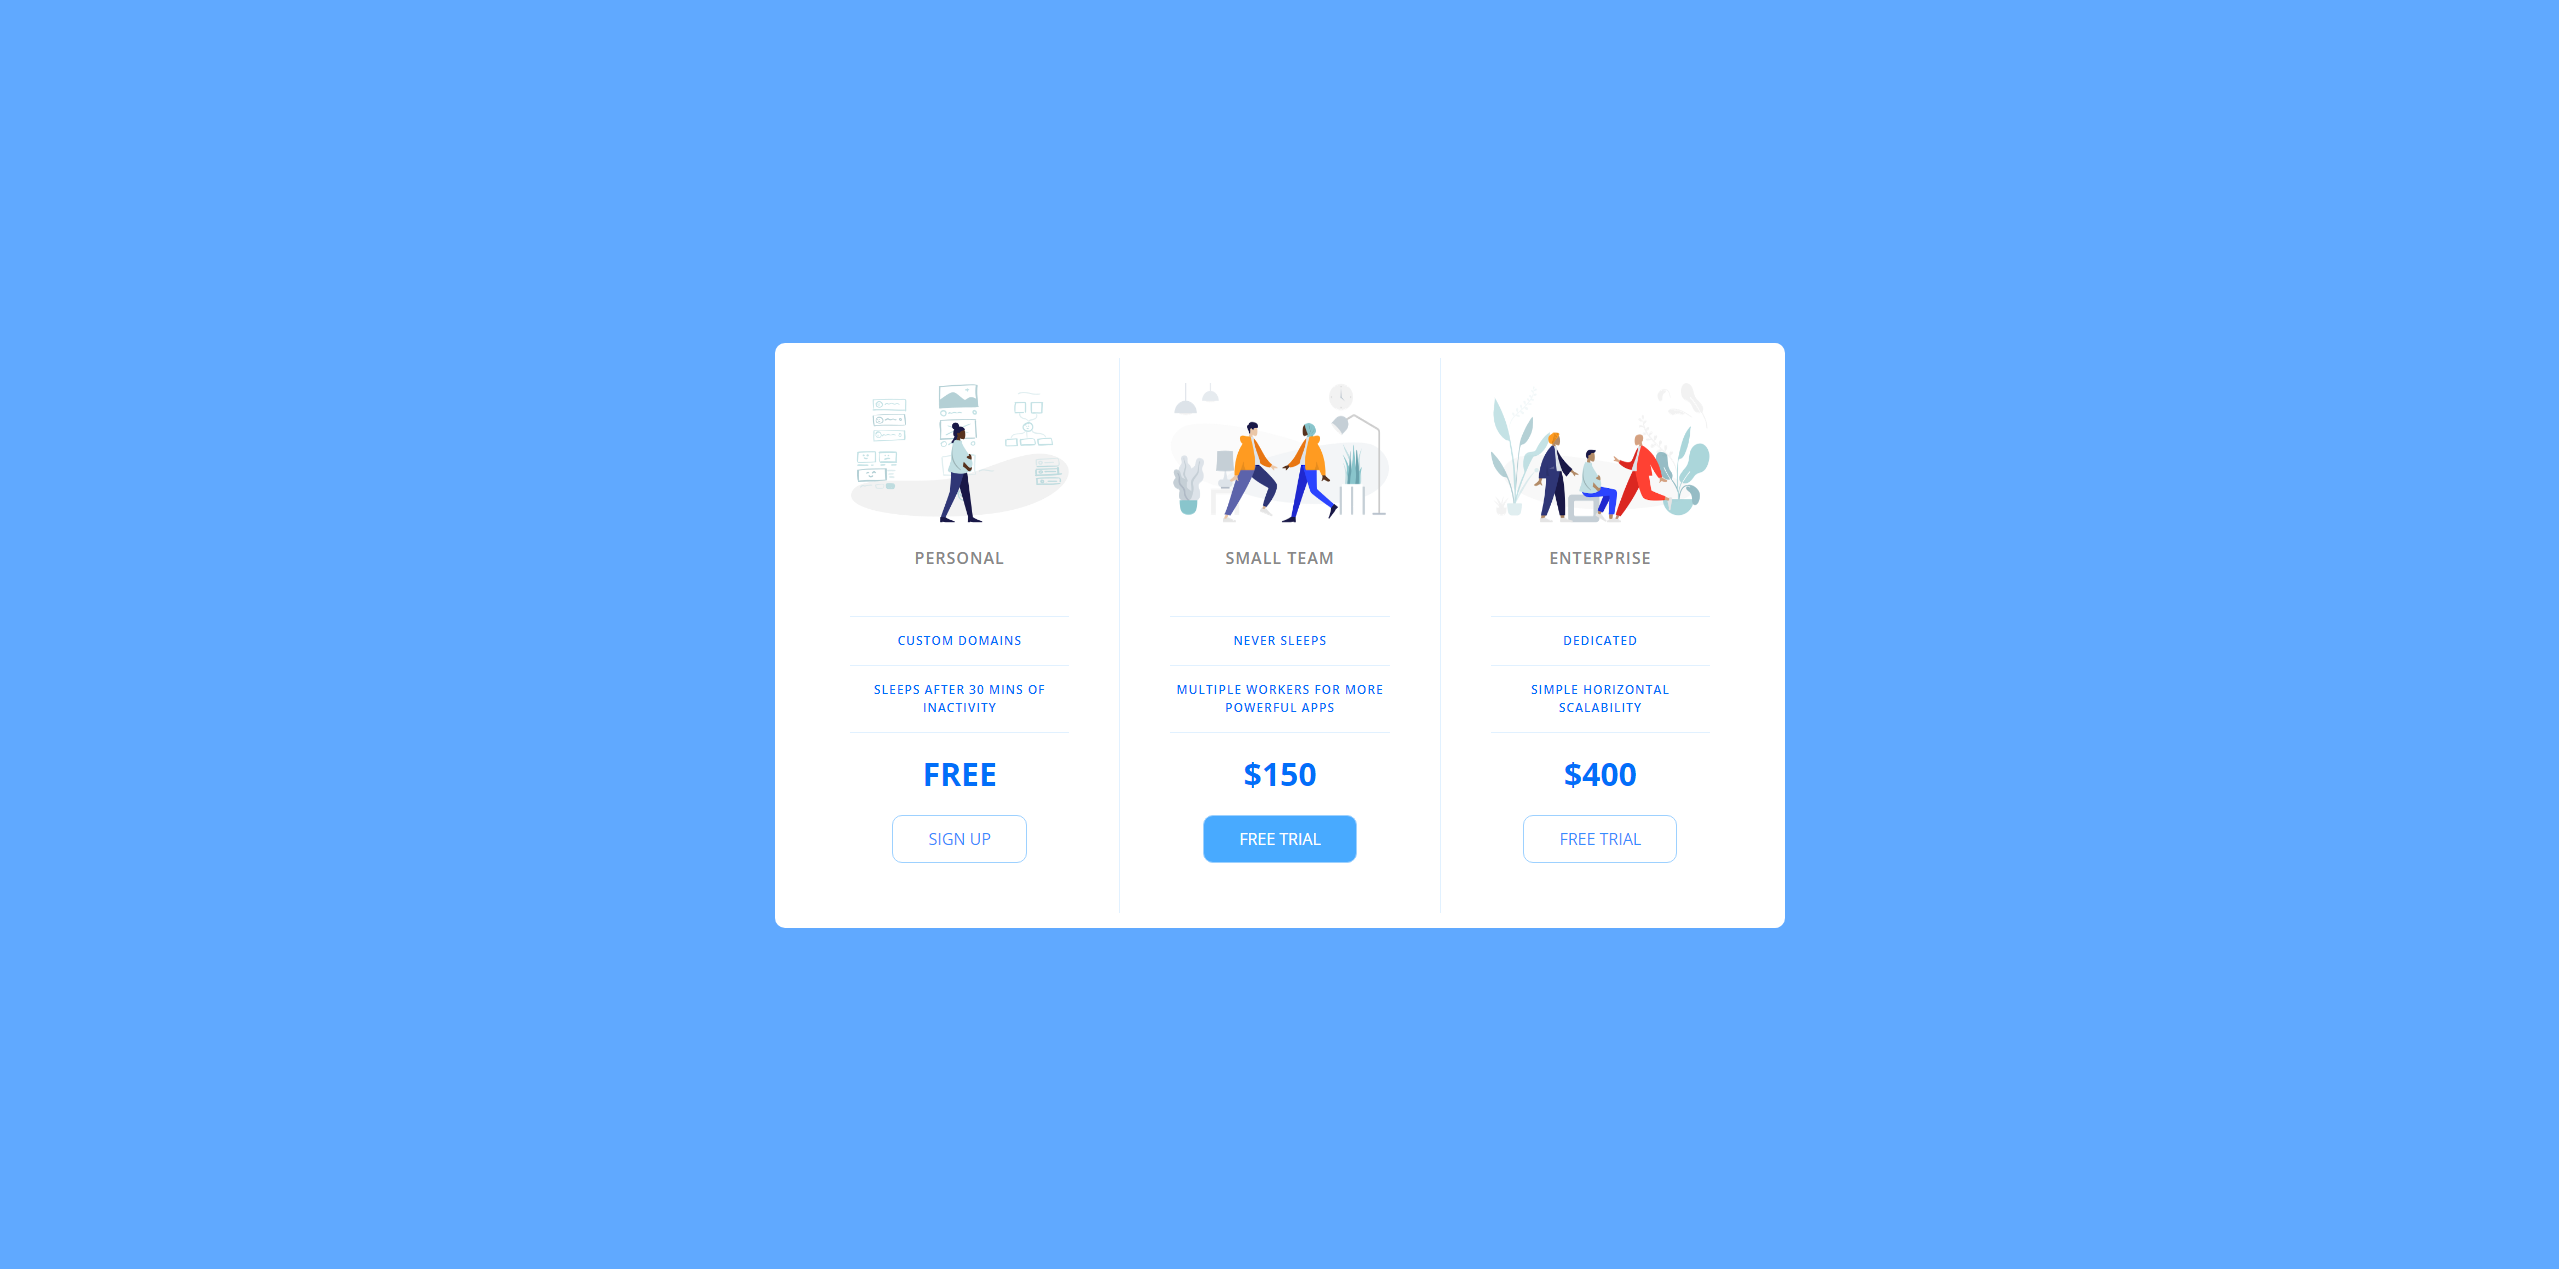 PERSONAL
CUSTOM DOMAINS
SLEEPS AFTER 30 MINS OF
INACTIVITY
FREE
SIGN UP
SMALL TEAM
NEVER SLEEPS
MULTIPLE WORKERS FOR MORE
POWERFUL APPS
$150
FREE TRIAL
ENTERPRISE
DEDICATED
SIMPLE HORIZONTAL
SCALABILITY
$400
FREE TRIAL